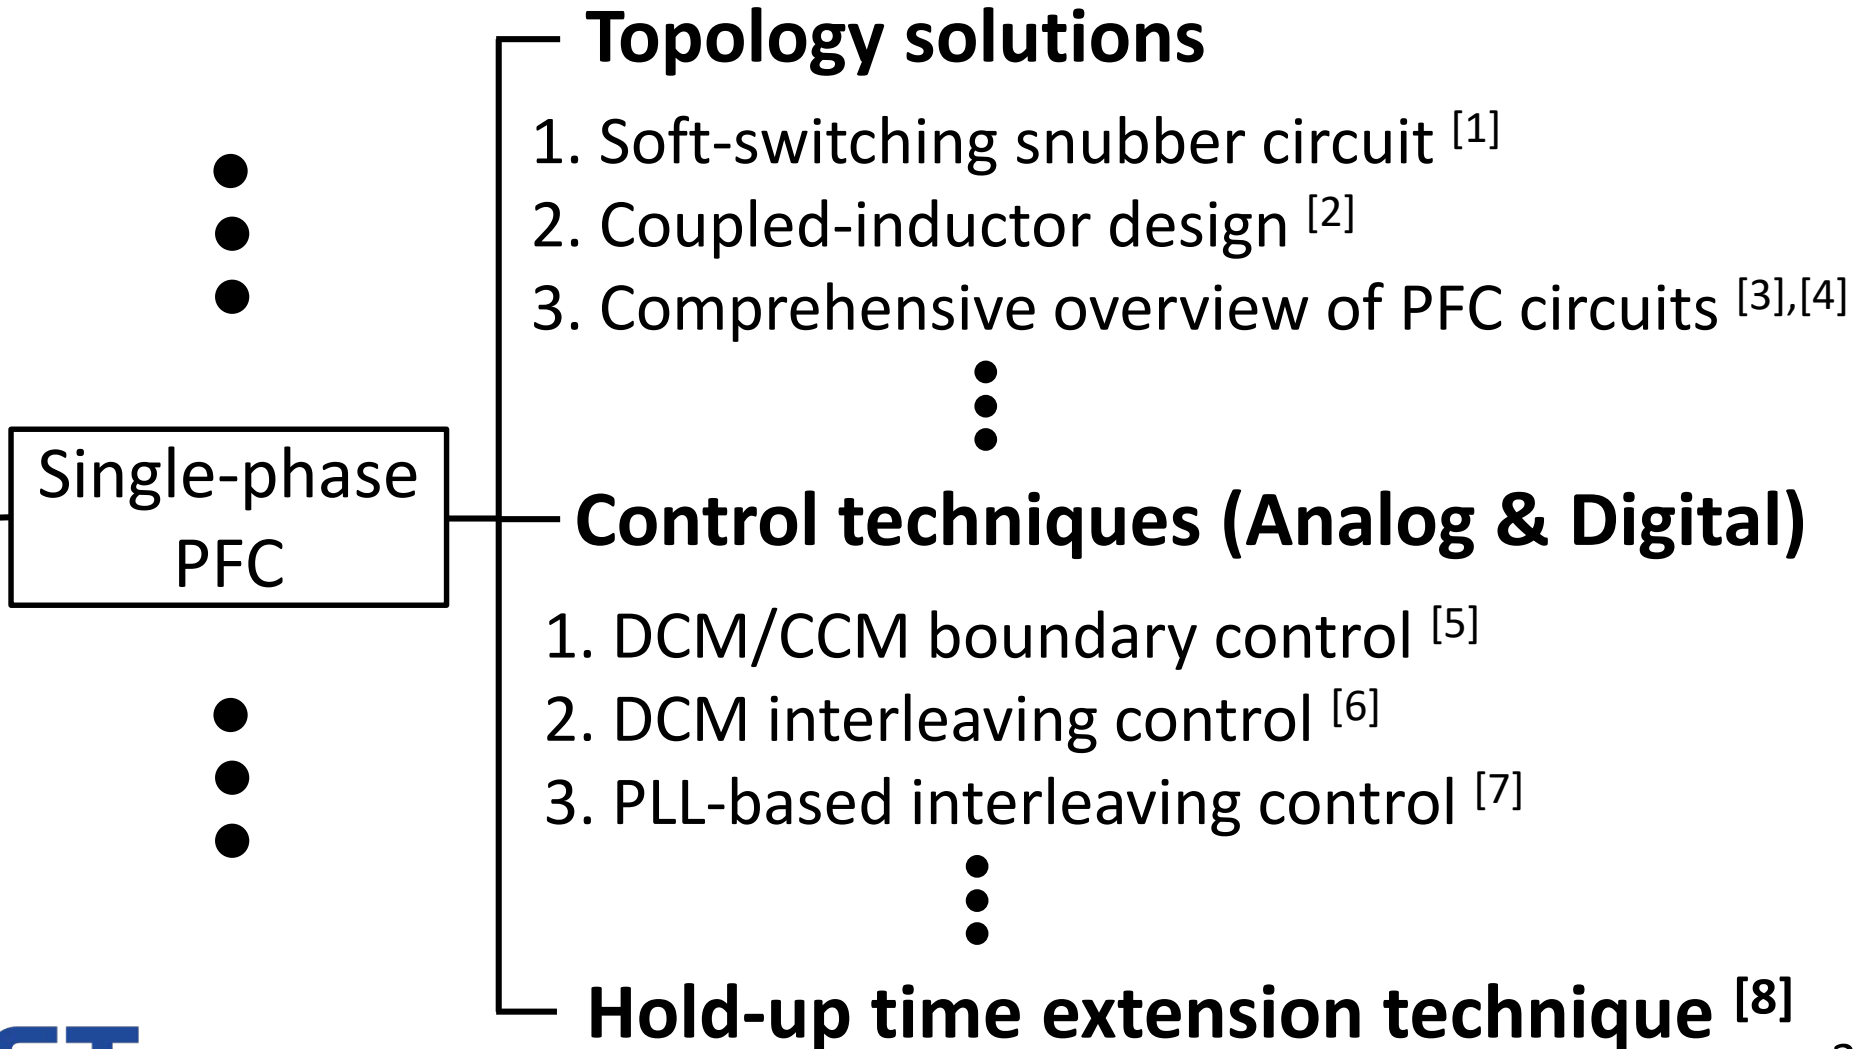 Topology solutions
1. Soft-switching snubber circuit [1]
2. Coupled-inductor design [2]
3. Comprehensive overview of PFC circuits [3],[4]
Single-phase
PFC
Control techniques (Analog & Digital)
1. DCM/CCM boundary control [5]
2. DCM interleaving control [6]
3. PLL-based interleaving control [7]
Hold-up time extension technique [8]